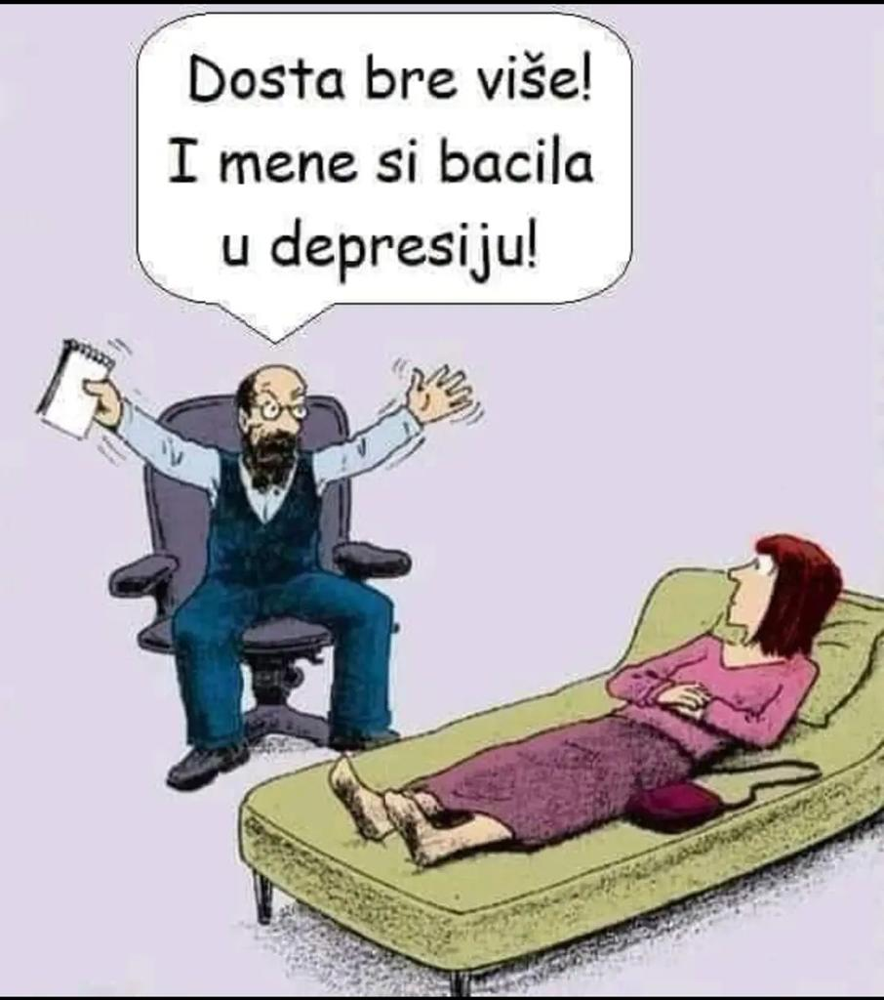 Dosta bre više!
I mene si bacila
u depresiju!